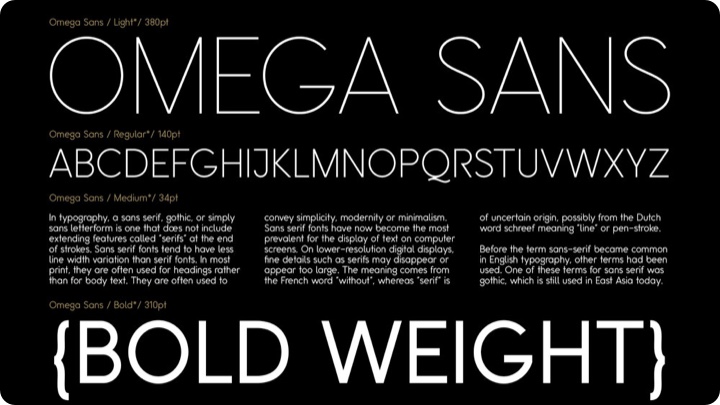 Omega Sans / Light*/ 380pt
OMEGA SANS
Omega Sans / Regular*/ 140pt
ABCDEFGHIJKLMNOPQRSTUVWXYZ
Omega Sans / Medium*/ 34pt
In typography, a sans serif, gothic, or simply
sans letterform is one that does not include
extending features called "serifs" at the end
of strokes. Sans serif fonts tend to have less
line width variation than serif fonts. In most
print, they are often used for headings rather
than for body text. They are often used to
convey simplicity, modernity or minimalism.
Sans serif fonts have now become the most
prevalent for the display of text on computer
screens. On lower-resolution digital displays,
fine details such as serifs may disappear or
appear too large. The meaning comes from
the French word "without", whereas "serif" is
of uncertain origin, possibly from the Dutch
word schreef meaning "line" or pen-stroke.
Before the term sans-serif became common
in English typography, other terms had been
used. One of these terms for sans serif was
gothic, which is still used in East Asia today.
Omega Sans / Bold*/ 310pt
{BOLD WEIGHT}